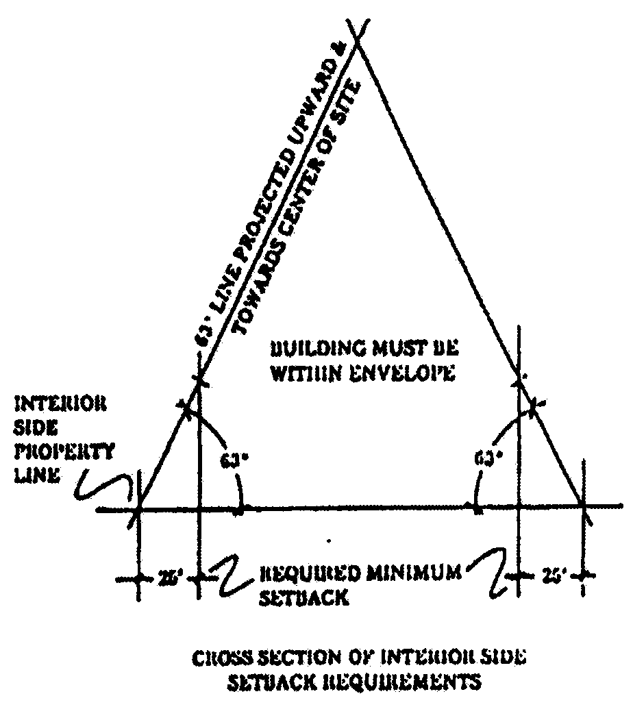 63° LINE PROJECTED UPWARD &
TOWARDS CENTER OF SITE
BUILDING MUST BE
WITHIN ENVELOPE
INTERIOR
SIDE
PROPERTY
LINE
63°
63°
25'
REQUIRED MINIMUM
SETBACK
25'
CROSS SECTION OF INTERIOR SIDE
SETBACK REQUIREMENTS